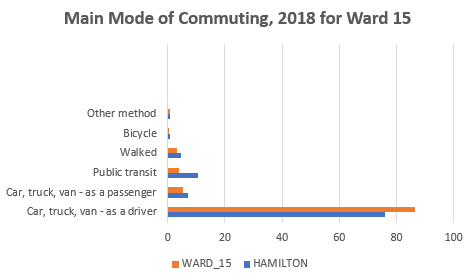 Main Mode of Commuting, 2018 for Ward 15
Other method
Bicycle
Walked
Public transit
Car, truck, van - as a passenger
Car, truck, van - as a driver
0 20 40 60 80 100
WARD_15 HAMILTON